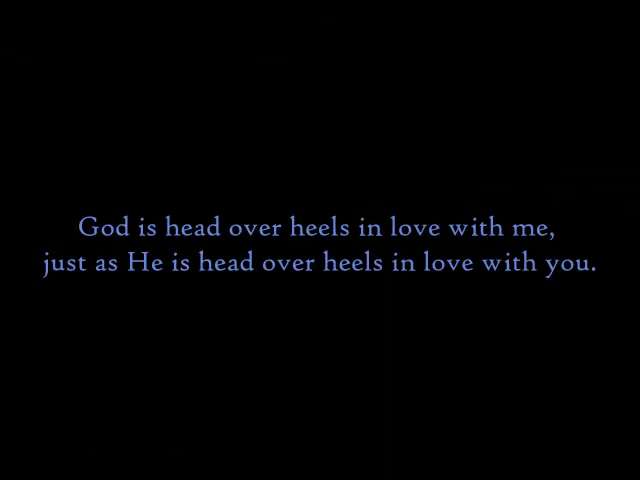 God is head over heels in love with me,
just as He is head over heels in love with you.